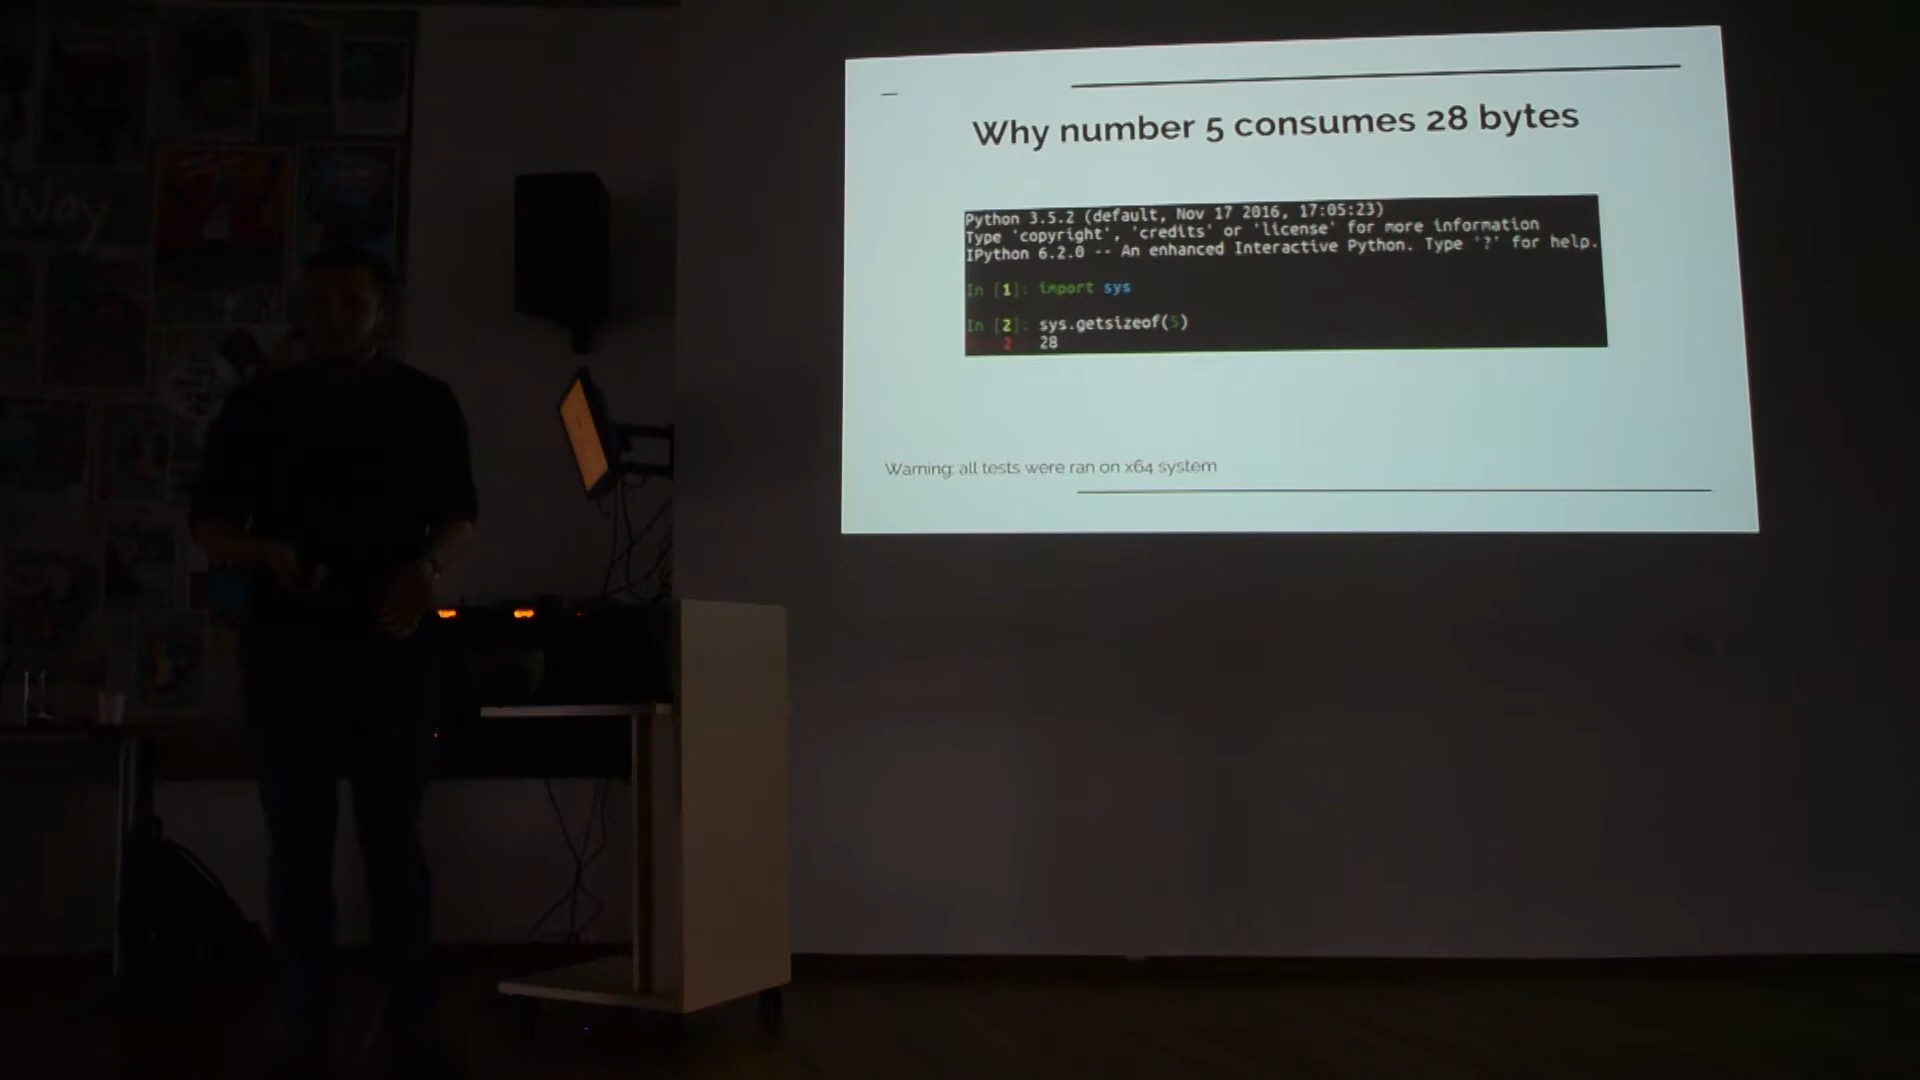 Way
Why number 5 consumes 28 bytes
Python 3.5.2 (default, Nov 17 2016, 17:05:23)
Type 'copyright', 'credits' or 'license' for more information
IPython 6.2.0 -- An enhanced Interactive Python. Type '?' for help.
In [1]: import sys
In [2]: sys.getsizeof(5)
2 28
Warning: all tests were ran on x64 system